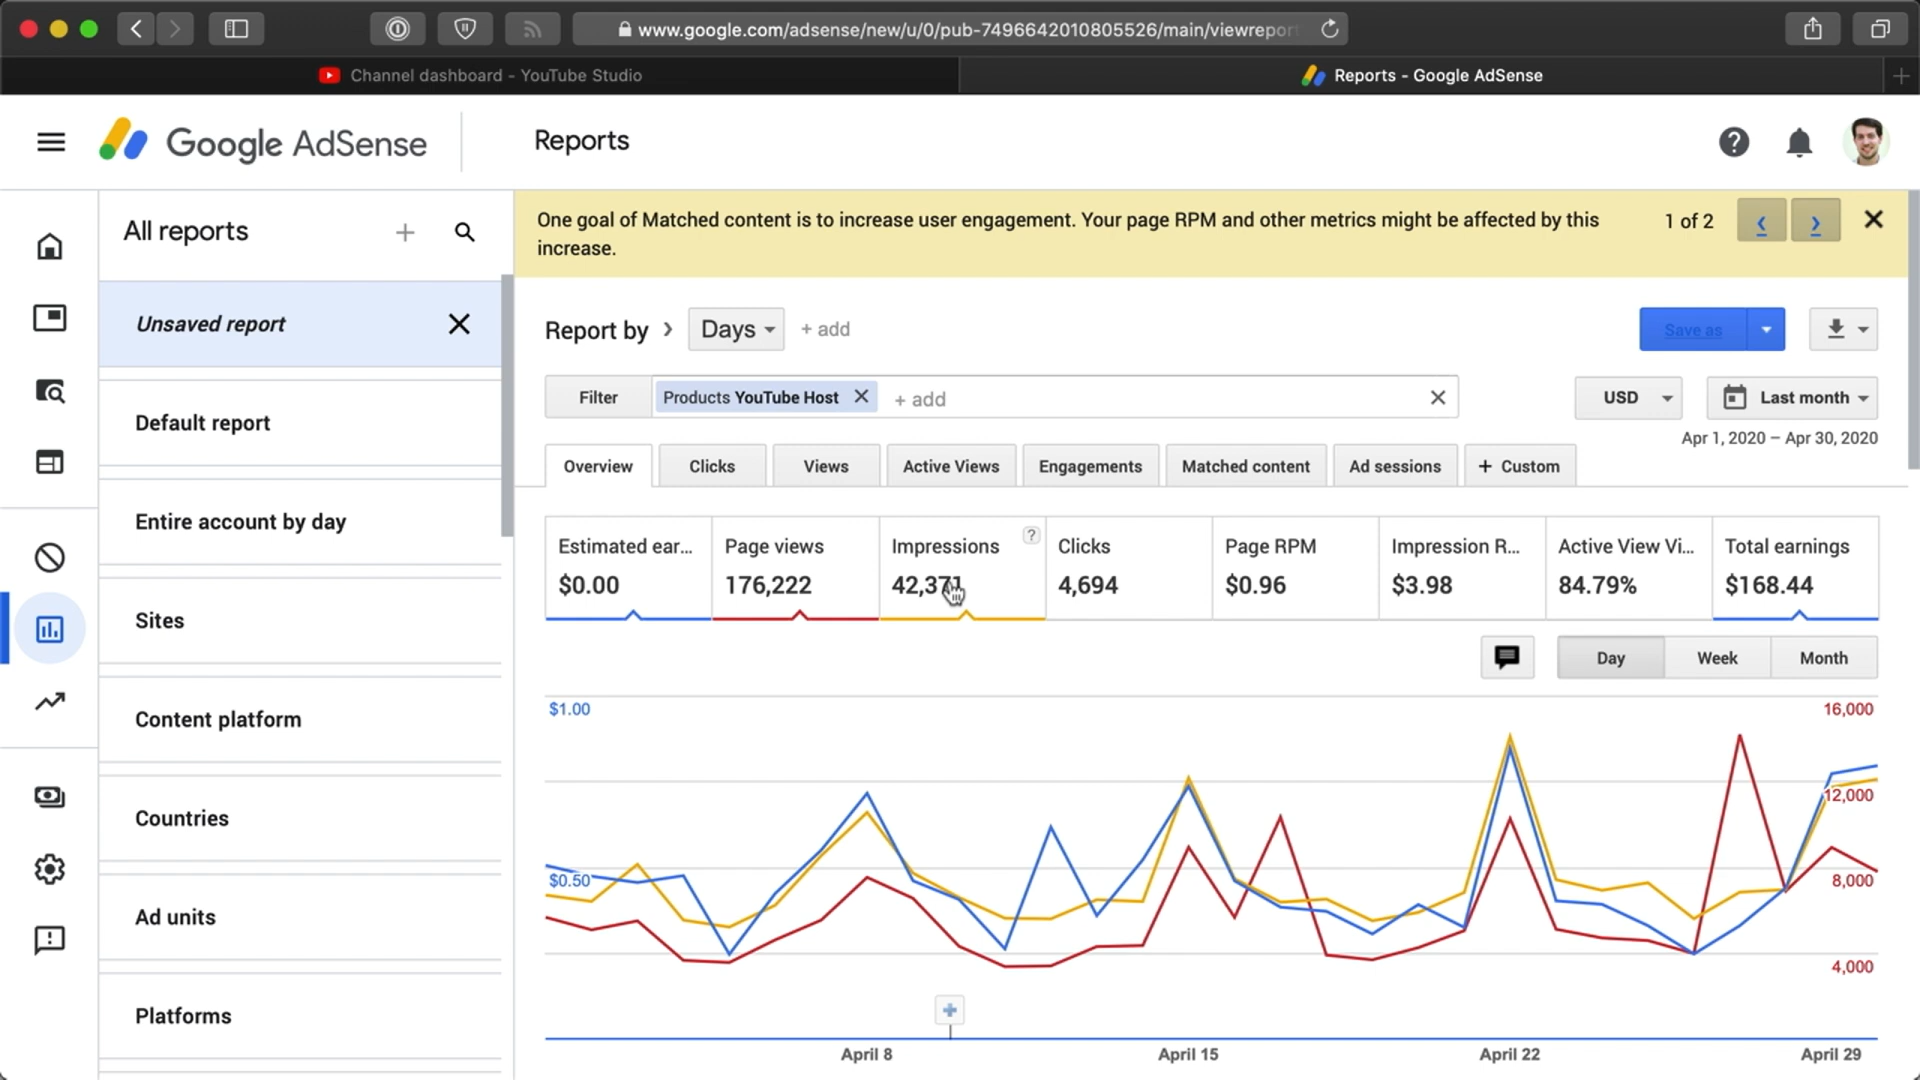 www.google.com/adsense/new/u/0/pub-7496642010805526/main/viewrepor
Channel dashboard - YouTube Studio
Reports - Google AdSense
Google AdSense
Reports
All reports
Unsaved report
Default report
Entire account by day
Sites
Content platform
Countries
Ad units
Platforms
One goal of Matched content is to increase user engagement. Your page RPM and other metrics might be affected by this
increase.
1 of 2
Report by
Days
+ add
Save as
Filter
Products YouTube Host
+ add
USD
Last month
Apr 1, 2020 – Apr 30, 2020
Overview
Clicks
Views
Active Views
Engagements
Matched content
Ad sessions
+ Custom
Estimated ear...
$0.00
Page views
176,222
Impressions
?
42,371
Clicks
4,694
Page RPM
$0.96
Impression R...
$3.98
Active View Vi...
84.79%
Total earnings
$168.44
Day
Week
Month
$1.00
16,000
12,000
$0.50
8,000
4,000
April 8
April 15
April 22
April 29